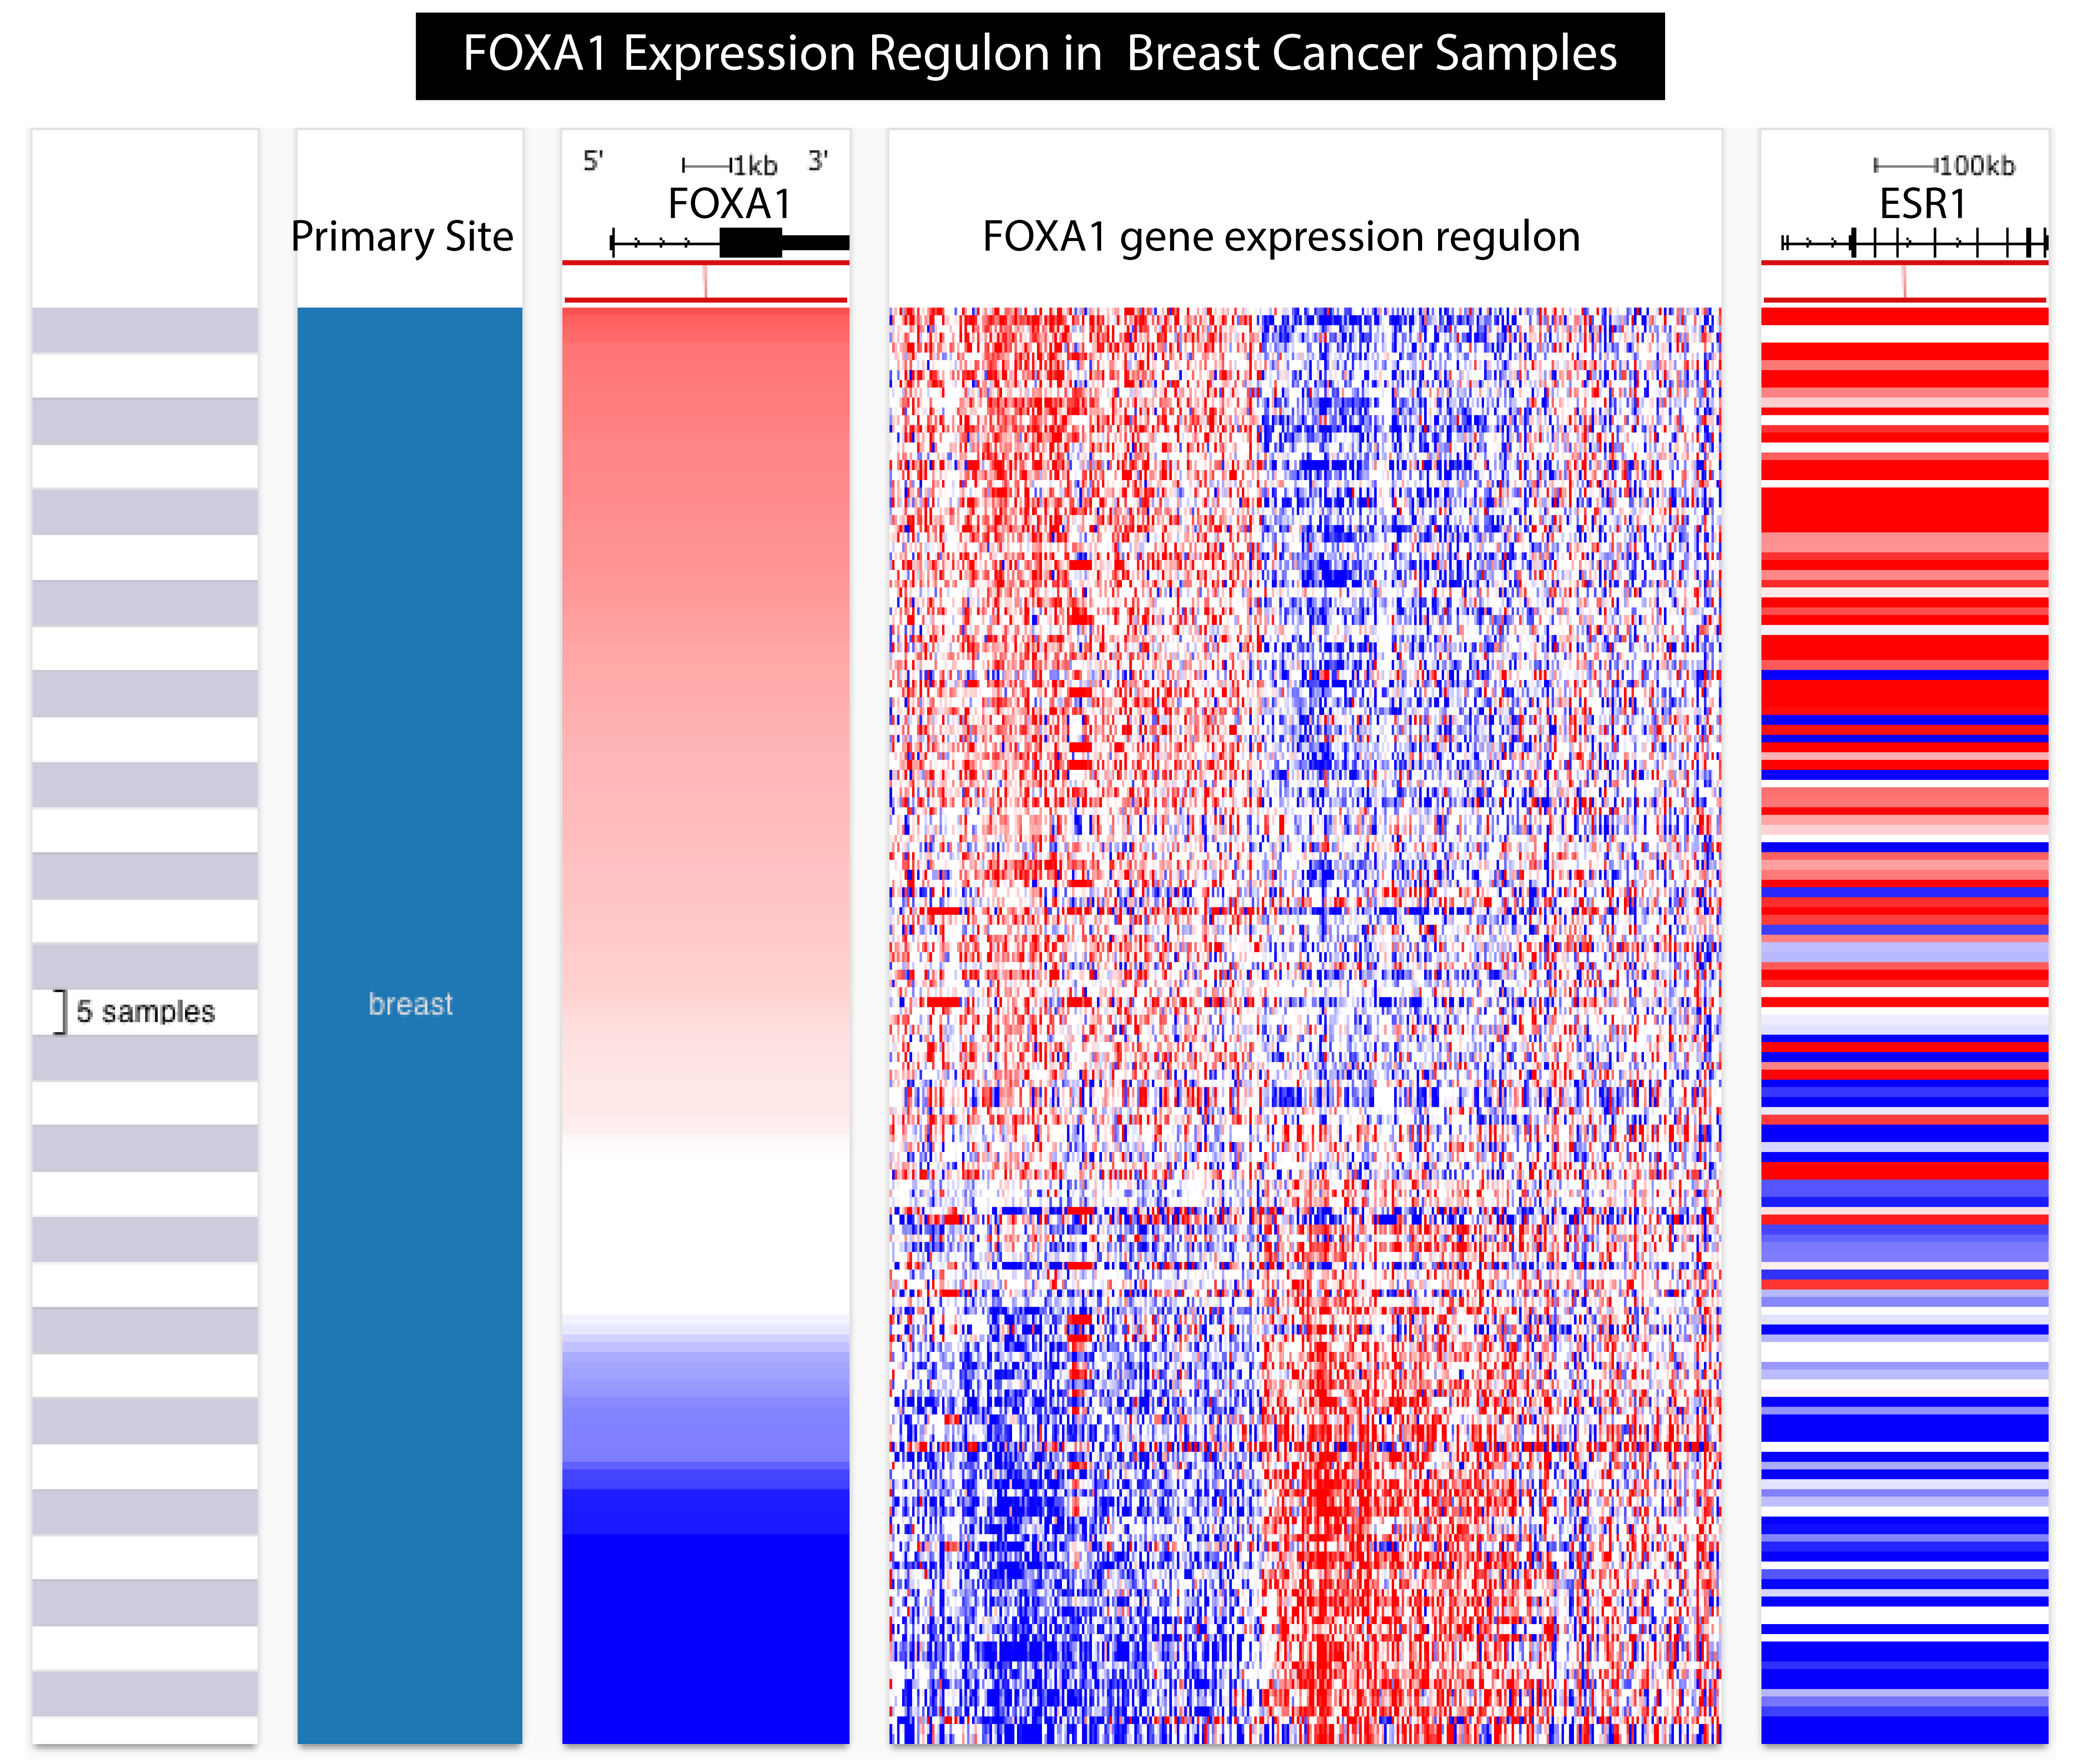 FOXA1 Expression Regulon in Breast Cancer Samples
5' 1kb 3'
100kb
FOXA1
ESR1
Primary Site
FOXA1 gene expression regulon
5 samples
breast